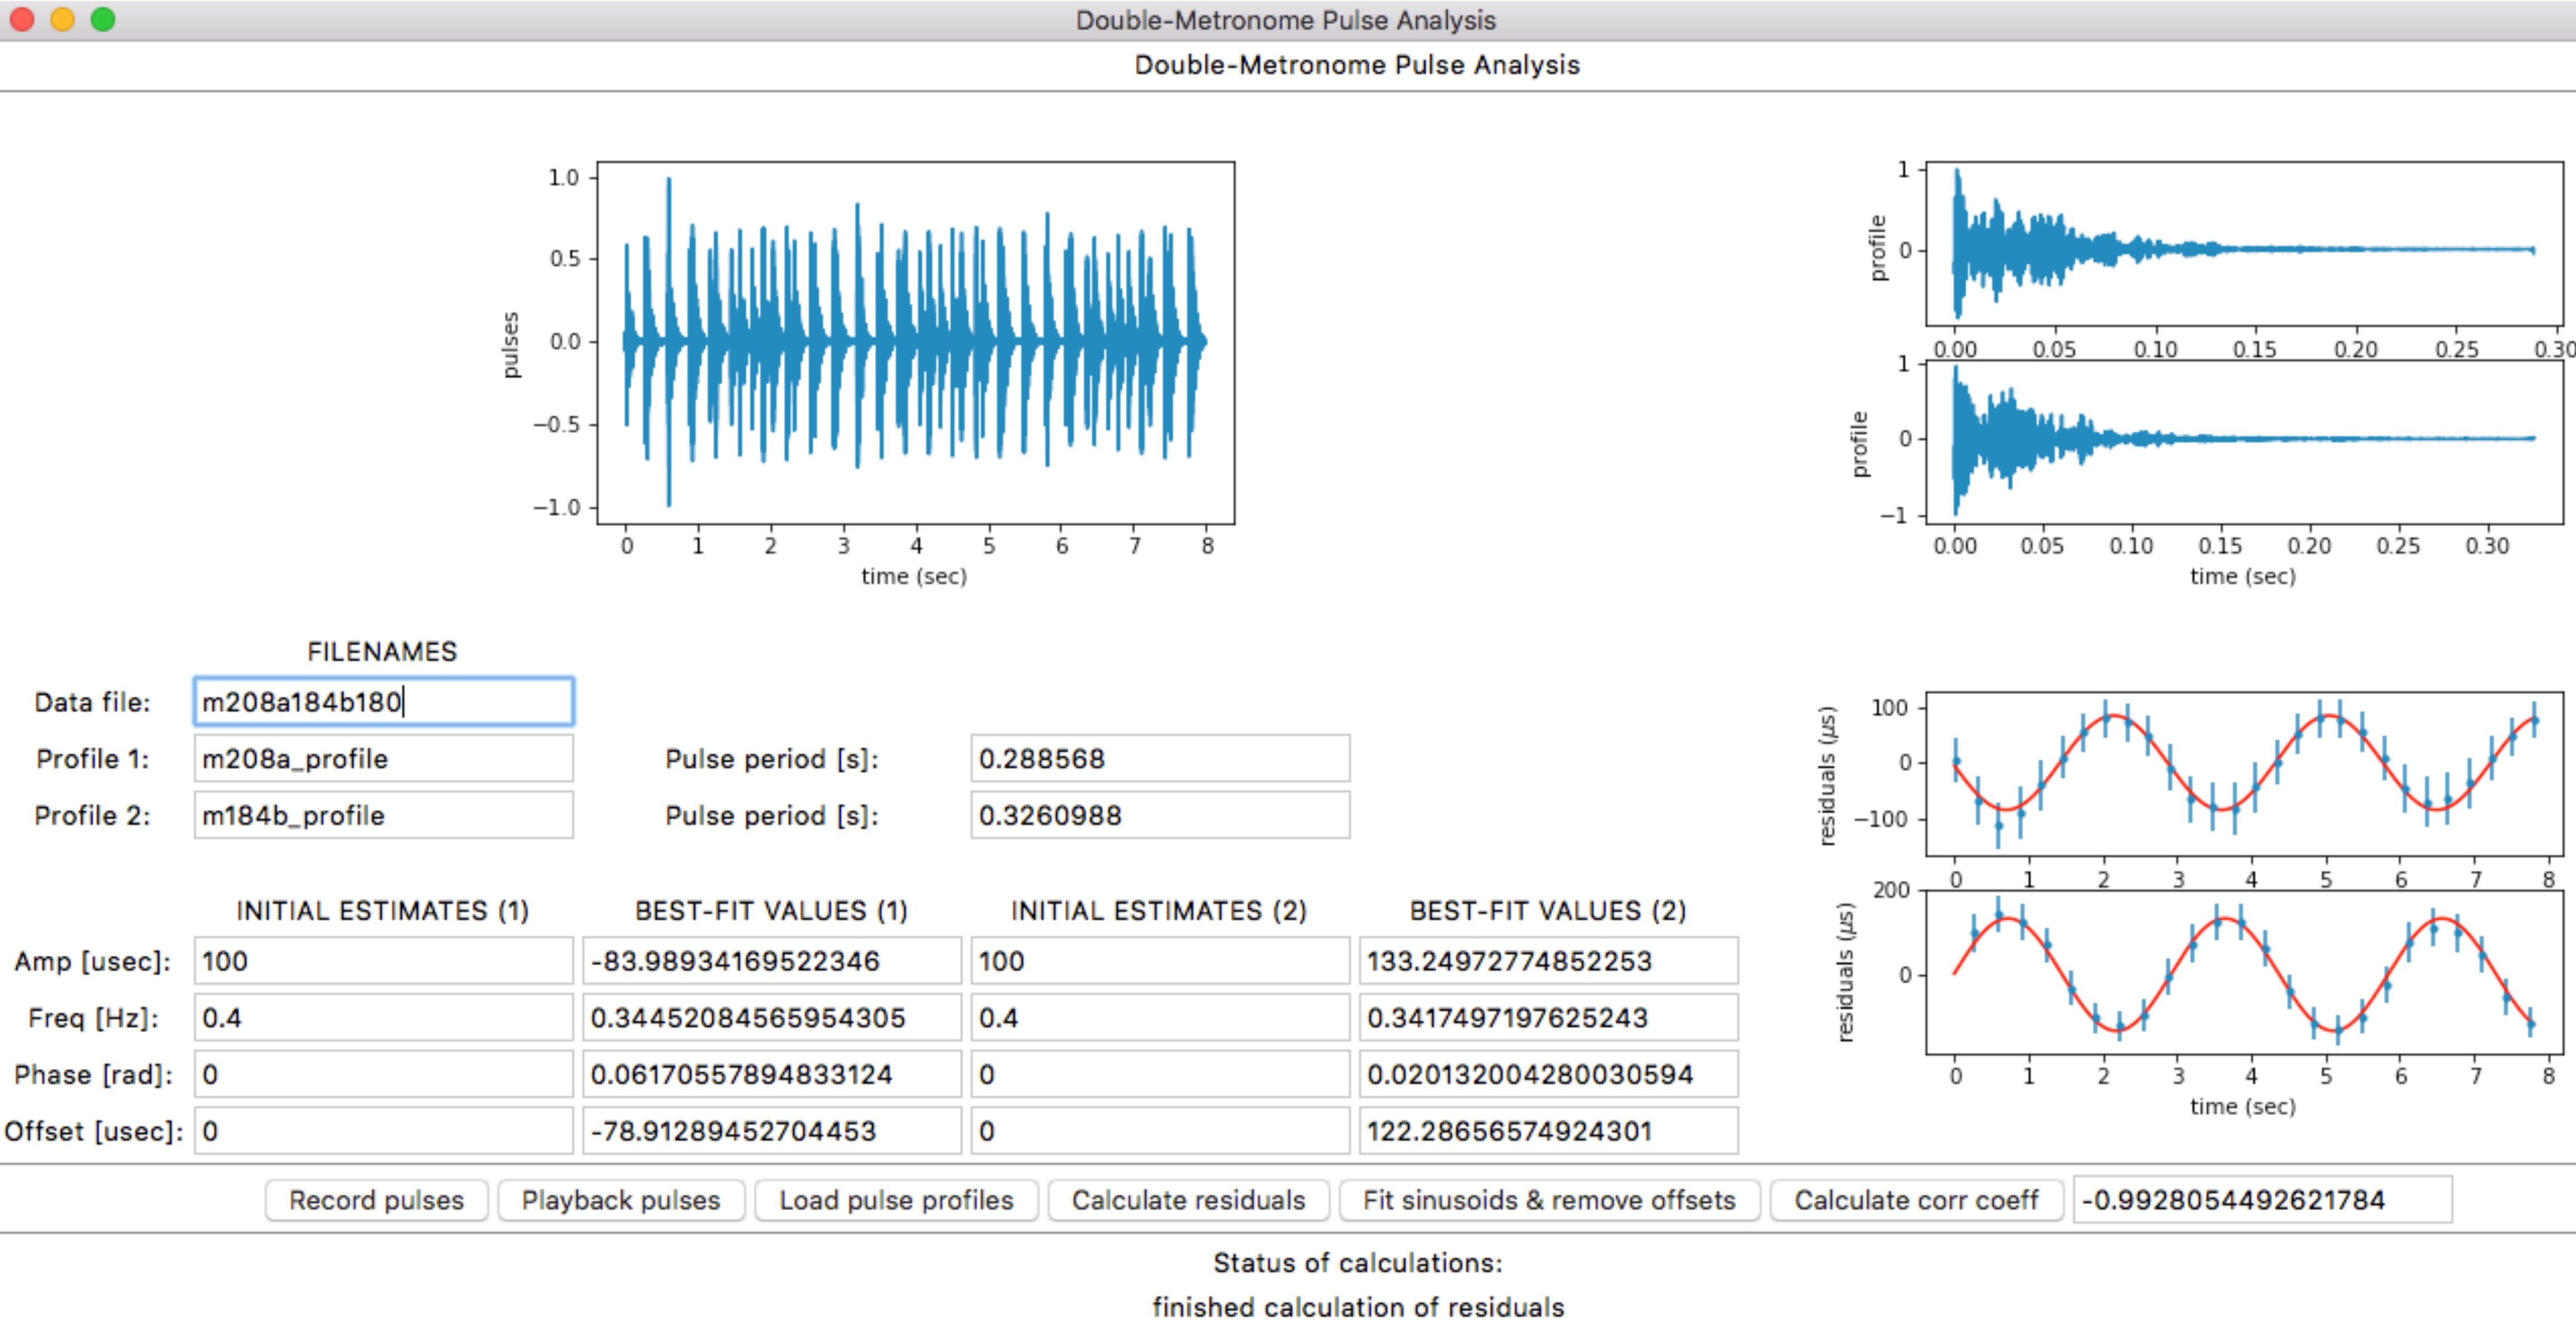 Double-Metronome Pulse Analysis
Double-Metronome Pulse Analysis
1.0
0.5
0.0
−0.5
−1.0
pulses
0 1 2 3 4 5 6 7 8
time (sec)
1
0
profile
0.00 0.05 0.10 0.15 0.20 0.25 0.30
1
0
−1
profile
0.00 0.05 0.10 0.15 0.20 0.25 0.30
time (sec)
FILENAMES
Data file: m208a184b180
Profile 1: m208a_profile Pulse period [s]: 0.288568
Profile 2: m184b_profile Pulse period [s]: 0.3260988
100
0
−100
residuals (μs)
0 1 2 3 4 5 6 7 8
200
0
residuals (μs)
0 1 2 3 4 5 6 7 8
time (sec)
INITIAL ESTIMATES (1) BEST-FIT VALUES (1) INITIAL ESTIMATES (2) BEST-FIT VALUES (2)
Amp [usec]: 100 -83.98934169522346 100 133.24972774852253
Freq [Hz]: 0.4 0.34452084565954305 0.4 0.3417497197625243
Phase [rad]: 0 0.06170557894833124 0 0.020132004280030594
Offset [usec]: 0 -78.91289452704453 0 122.28656574924301
Record pulses Playback pulses Load pulse profiles Calculate residuals Fit sinusoids & remove offsets Calculate corr coeff -0.9928054492621784
Status of calculations:
finished calculation of residuals